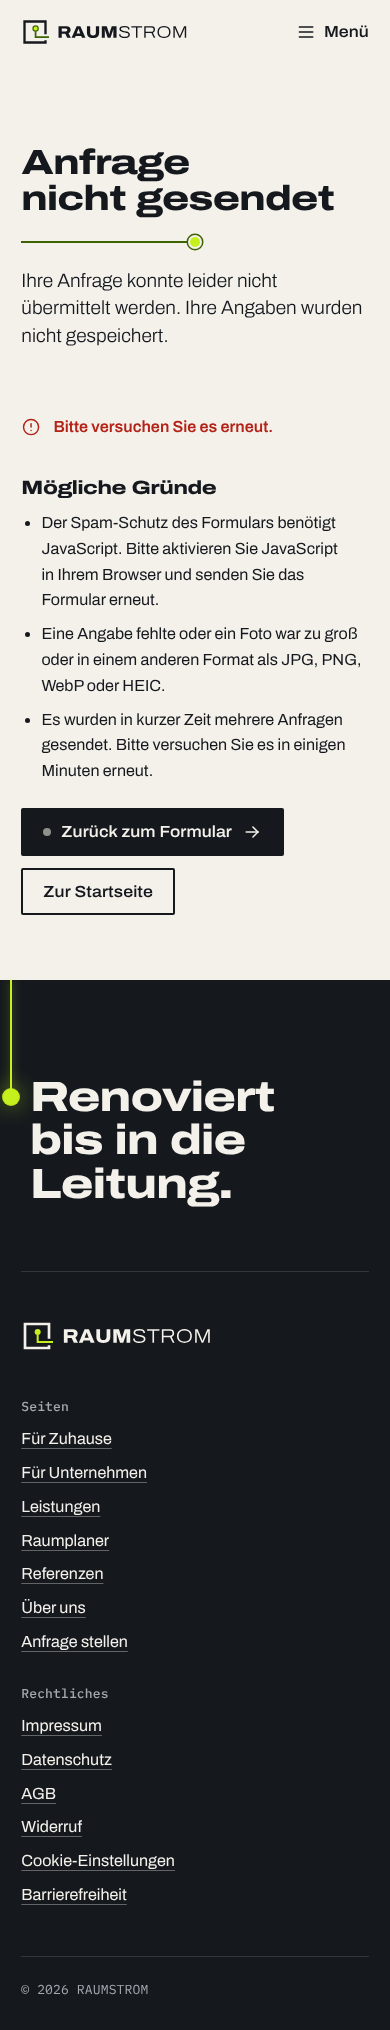 RAUMSTROM
Menü
Anfrage
nicht gesendet
Ihre Anfrage konnte leider nicht
übermittelt werden. Ihre Angaben wurden
nicht gespeichert.
Bitte versuchen Sie es erneut.
Mögliche Gründe
• Der Spam-Schutz des Formulars benötigt
JavaScript. Bitte aktivieren Sie JavaScript
in Ihrem Browser und senden Sie das
Formular erneut.
• Eine Angabe fehlte oder ein Foto war zu groß
oder in einem anderen Format als JPG, PNG,
WebP oder HEIC.
• Es wurden in kurzer Zeit mehrere Anfragen
gesendet. Bitte versuchen Sie es in einigen
Minuten erneut.
Zurück zum Formular →
Zur Startseite
Renoviert
bis in die
Leitung.
RAUMSTROM
Seiten
Für Zuhause
Für Unternehmen
Leistungen
Raumplaner
Referenzen
Über uns
Anfrage stellen
Rechtliches
Impressum
Datenschutz
AGB
Widerruf
Cookie-Einstellungen
Barrierefreiheit
© 2026 RAUMSTROM